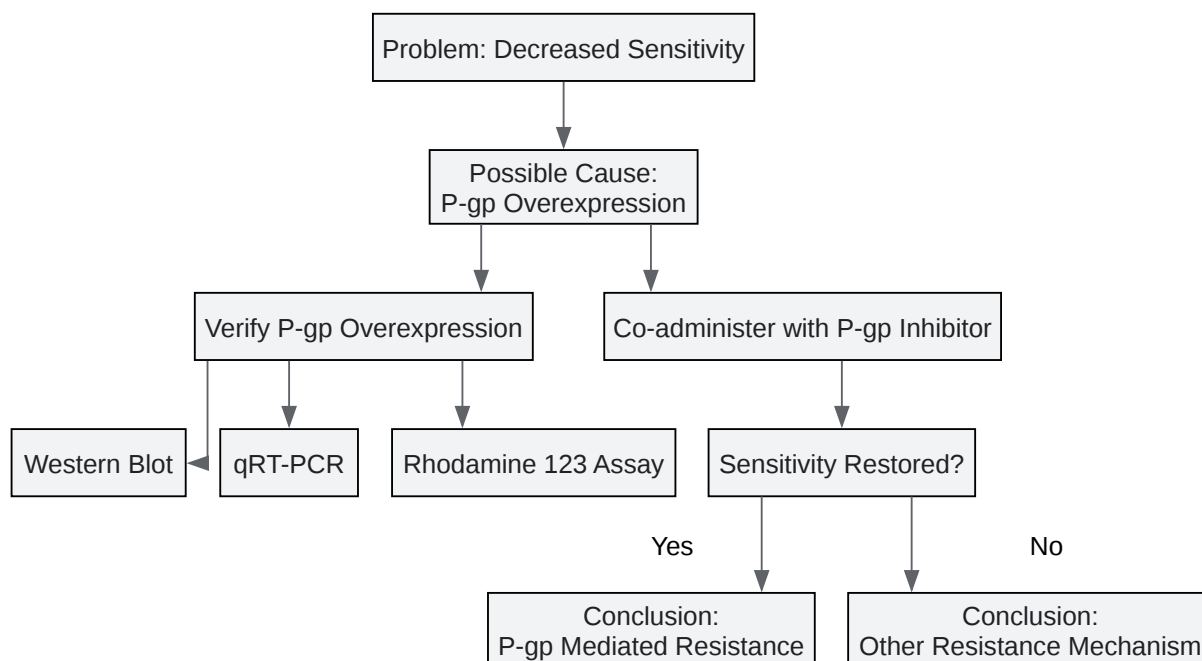 Problem: Decreased Sensitivity
Possible Cause:
P-gp Overexpression
Verify P-gp Overexpression
Co-administer with P-gp Inhibitor
Western Blot
qRT-PCR
Rhodamine 123 Assay
Sensitivity Restored?
Yes
No
Conclusion:
P-gp Mediated Resistance
Conclusion:
Other Resistance Mechanism